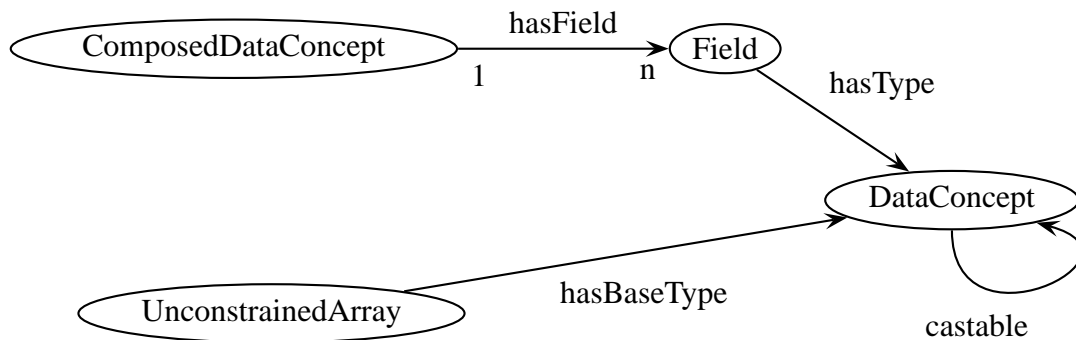 hasField
ComposedDataConcept
Field
1
n
hasType
DataConcept
hasBaseType
UnconstrainedArray
castable